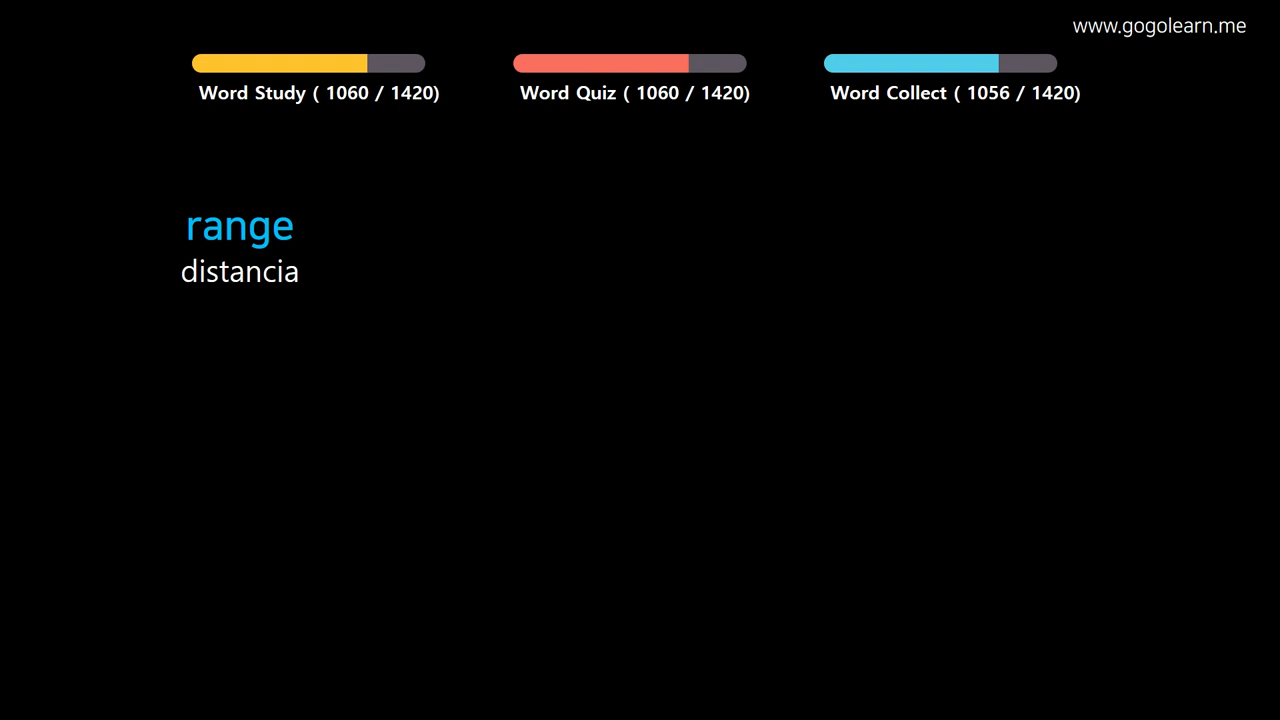 www.gogolearn.me
Word Study ( 1060 / 1420)
Word Quiz ( 1060 / 1420)
Word Collect ( 1056 / 1420)
range
distancia